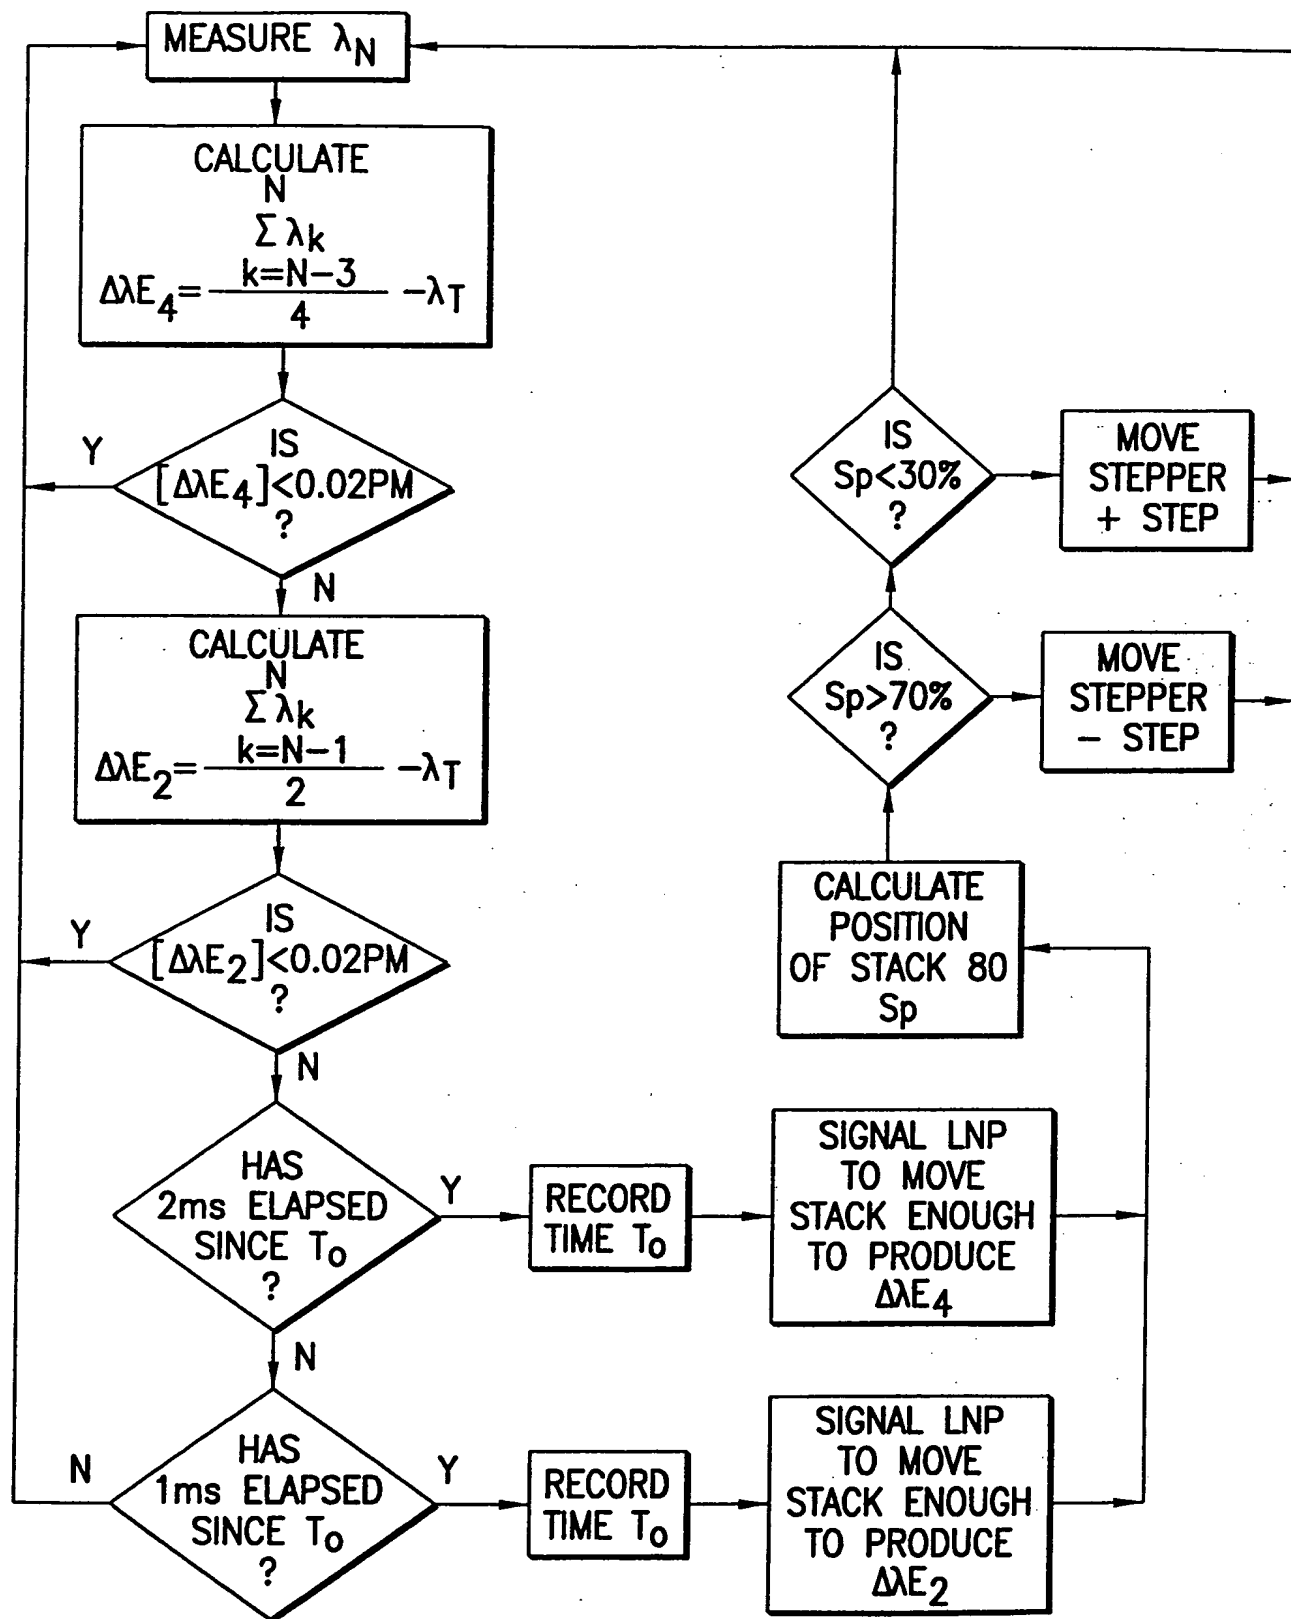 MEASURE λN
CALCULATE
N
Σ λk
k=N-3
ΔλE4= 4 -λT
IS
[ΔλE4]<0.02PM
?
Y
N
CALCULATE
N
Σ λk
k=N-1
ΔλE2= 2 -λT
IS
[ΔλE2]<0.02PM
?
Y
N
HAS
2ms ELAPSED
SINCE To
?
Y
N
RECORD
TIME To
SIGNAL LNP
TO MOVE
STACK ENOUGH
TO PRODUCE
ΔλE4
HAS
1ms ELAPSED
SINCE To
?
N
Y
RECORD
TIME To
SIGNAL LNP
TO MOVE
STACK ENOUGH
TO PRODUCE
ΔλE2
CALCULATE
POSITION
OF STACK 80
Sp
IS
Sp>70%
?
MOVE
STEPPER
- STEP
IS
Sp<30%
?
MOVE
STEPPER
+ STEP